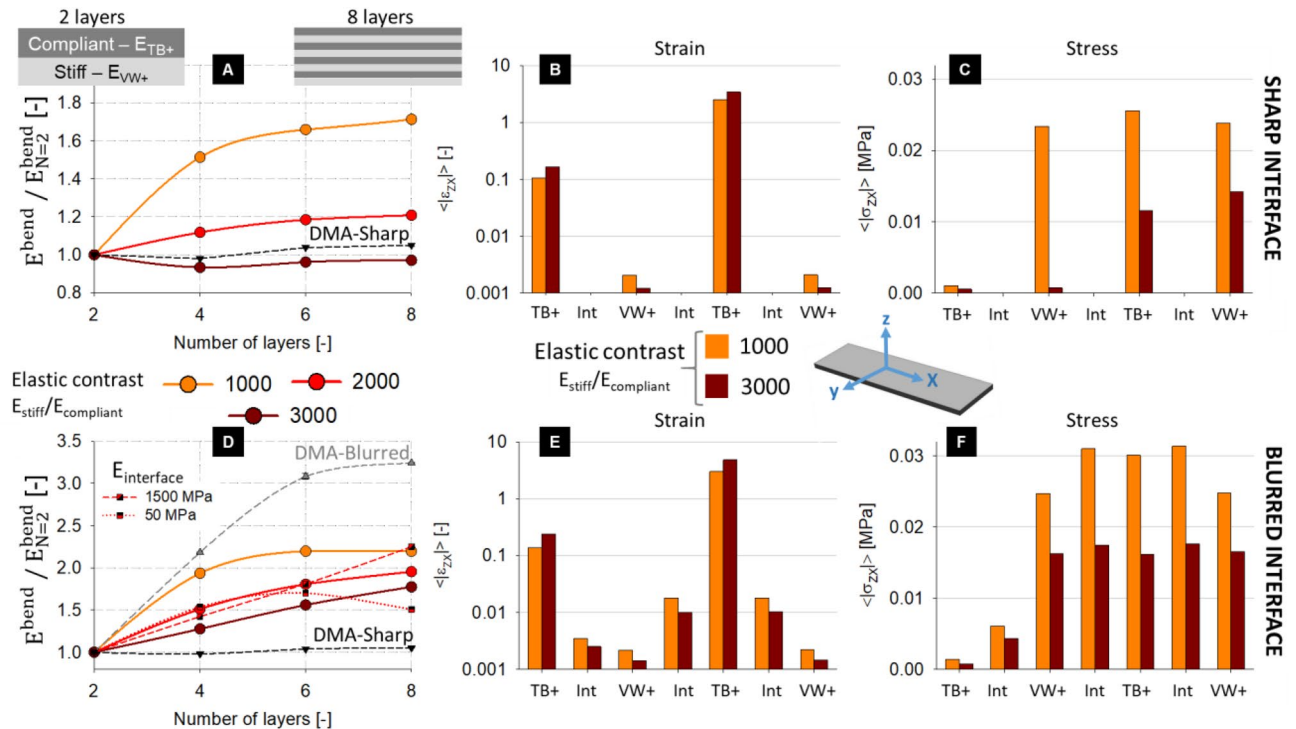 2 layers
8 layers
Compliant – E_TB+
Stiff – E_VW+
A
E^bend / E^bend_N=2 [-]
1.8
1.6
1.4
1.2
1.0
0.8
DMA-Sharp
2 4 6 8
Number of layers [-]
Strain
B
<|ε_ZX|> [-]
10
1
0.1
0.01
0.001
TB+ Int VW+ Int TB+ Int VW+
Stress
C
<|σ_ZX|> [MPa]
0.03
0.02
0.01
0.00
TB+ Int VW+ Int TB+ Int VW+
SHARP INTERFACE
Elastic contrast
E_stiff/E_compliant
1000
2000
3000
Elastic contrast
E_stiff/E_compliant
1000
3000
z
x
y
D
E^bend / E^bend_N=2 [-]
3.5
3.0
2.5
2.0
1.5
1.0
DMA-Blurred
E_interface
1500 MPa
50 MPa
DMA-Sharp
2 4 6 8
Number of layers [-]
Strain
E
<|ε_ZX|> [-]
10
1
0.1
0.01
0.001
TB+ Int VW+ Int TB+ Int VW+
Stress
F
<|σ_ZX|> [MPa]
0.03
0.02
0.01
0.00
TB+ Int VW+ Int TB+ Int VW+
BLURRED INTERFACE